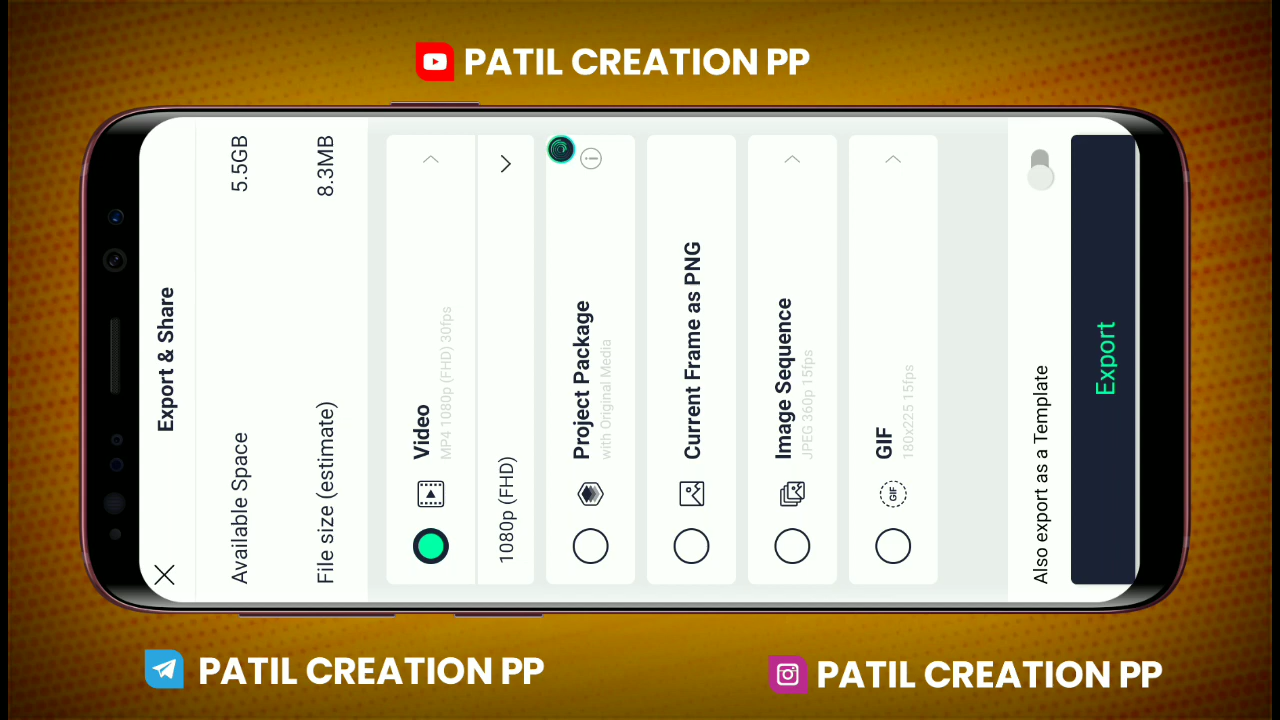 PATIL CREATION PP
Export & Share
Available Space 5.5GB
File size (estimate) 8.3MB
Video
MP4 1080p (FHD) 30fps
1080p (FHD)
Project Package
with Original Media
Current Frame as PNG
Image Sequence
JPEG 360p 15fps
GIF
GIF
180x225 15fps
Also export as a Template
Export
PATIL CREATION PP
PATIL CREATION PP